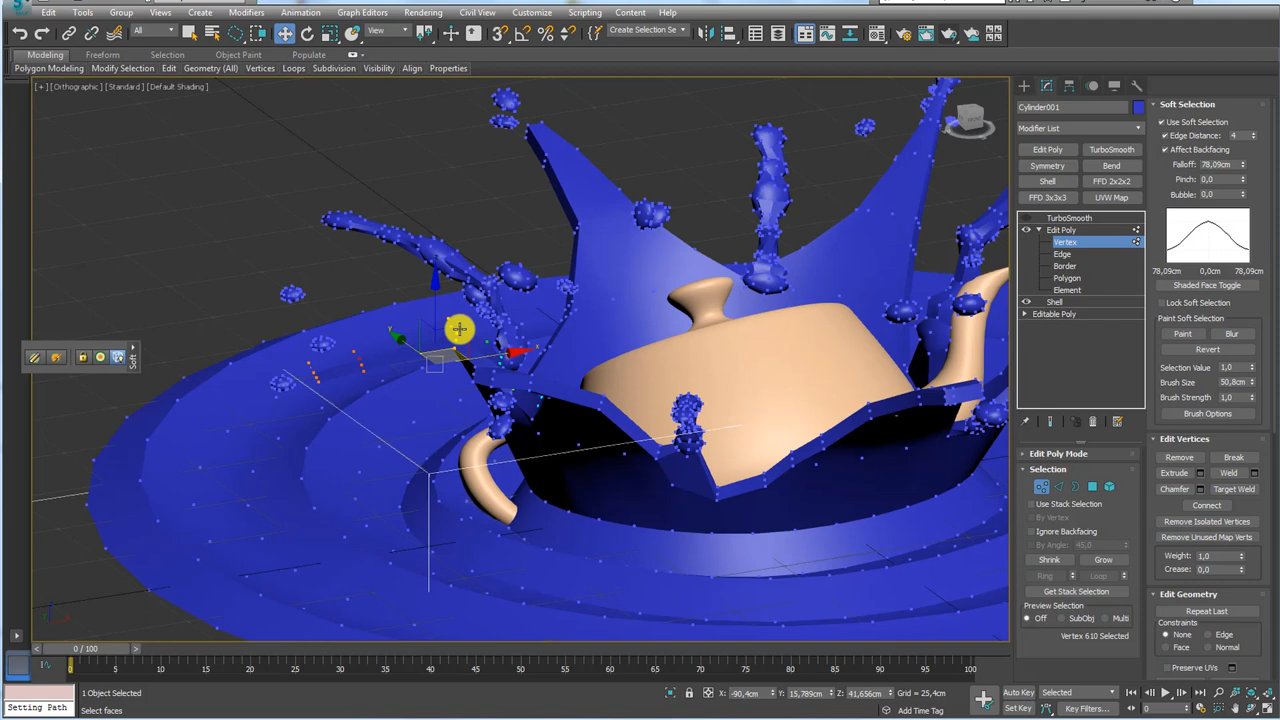 Edit Tools Group Views Create Modifiers Animation Graph Editors Rendering Civil View Customize Scripting Content Help
All View Create Selection Se
Modeling Freeform Selection Object Paint Populate
Polygon Modeling Modify Selection Edit Geometry (All) Vertices Loops Subdivision Visibility Align Properties
[+] [Orthographic] [Standard] [Default Shading]
FRONT
x
Y
Soft
Cylinder001
Modifier List
Edit Poly TurboSmooth
Symmetry Bend
Shell FFD 2x2x2
FFD 3x3x3 UVW Map
TurboSmooth
Edit Poly
Vertex
Edge
Border
Polygon
Element
Shell
Editable Poly
Edit Poly Mode
Selection
Use Stack Selection
By Vertex
Ignore Backfacing
By Angle: 45,0
Shrink Grow
Ring Loop
Get Stack Selection
Preview Selection
Off SubObj Multi
Vertex 610 Selected
Soft Selection
Use Soft Selection
Edge Distance: 4
Affect Backfacing
Falloff: 78,09cm
Pinch: 0,0
Bubble: 0,0
78,09cm 0,0cm 78,09cm
Shaded Face Toggle
Lock Soft Selection
Paint Soft Selection
Paint Blur
Revert
Selection Value 1,0
Brush Size 50,8cm
Brush Strength 1,0
Brush Options
Edit Vertices
Remove Break
Extrude Weld
Chamfer Target Weld
Connect
Remove Isolated Vertices
Remove Unused Map Verts
Weight: 1,0
Crease: 0,0
Edit Geometry
Repeat Last
Constraints
None Edge
Face Normal
Preserve UVs
0 / 100
0 5 10 15 20 25 30 35 40 45 50 55 60 65 70 75 80 85 90 95 100
1 Object Selected
X: -90,4cm Y: 15,789cm Z: 41,656cm Grid = 25,4cm
Auto Key Selected
Setting Path
Select faces
Add Time Tag
Set Key Key Filters... 0